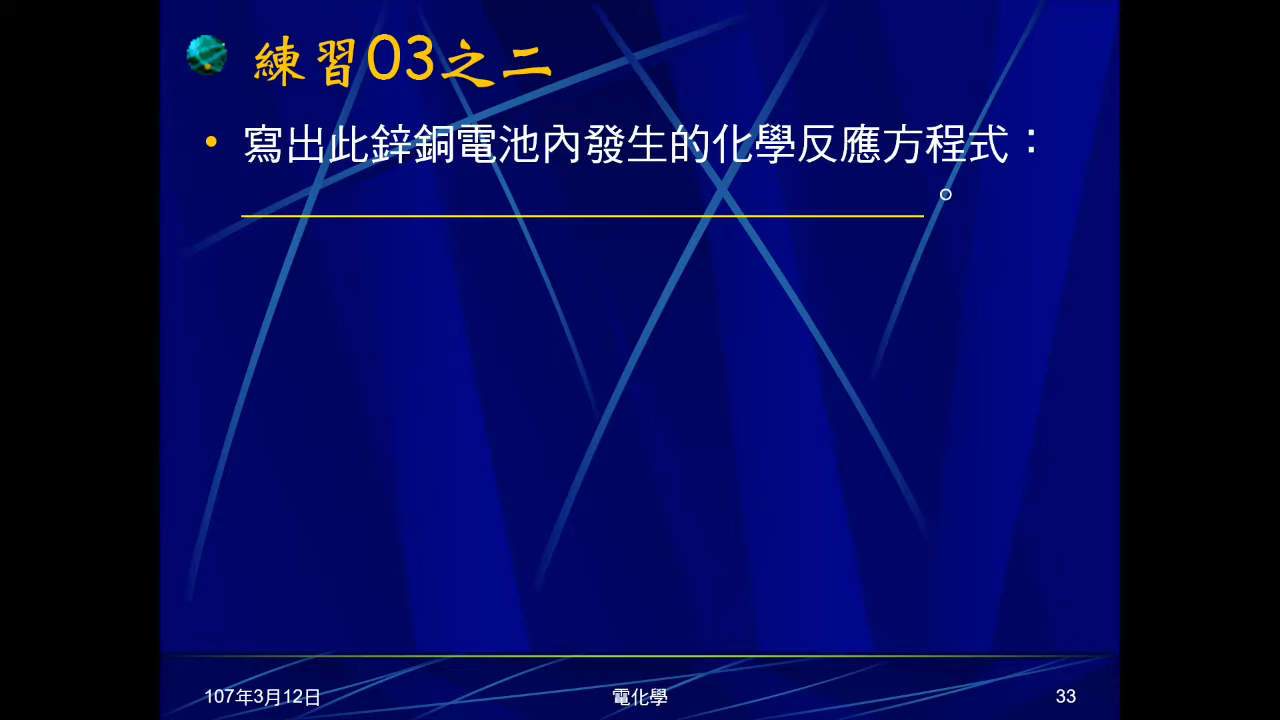 練習03之二
• 寫出此鋅銅電池內發生的化學反應方程式：
。
107年3月12日
電化學
33